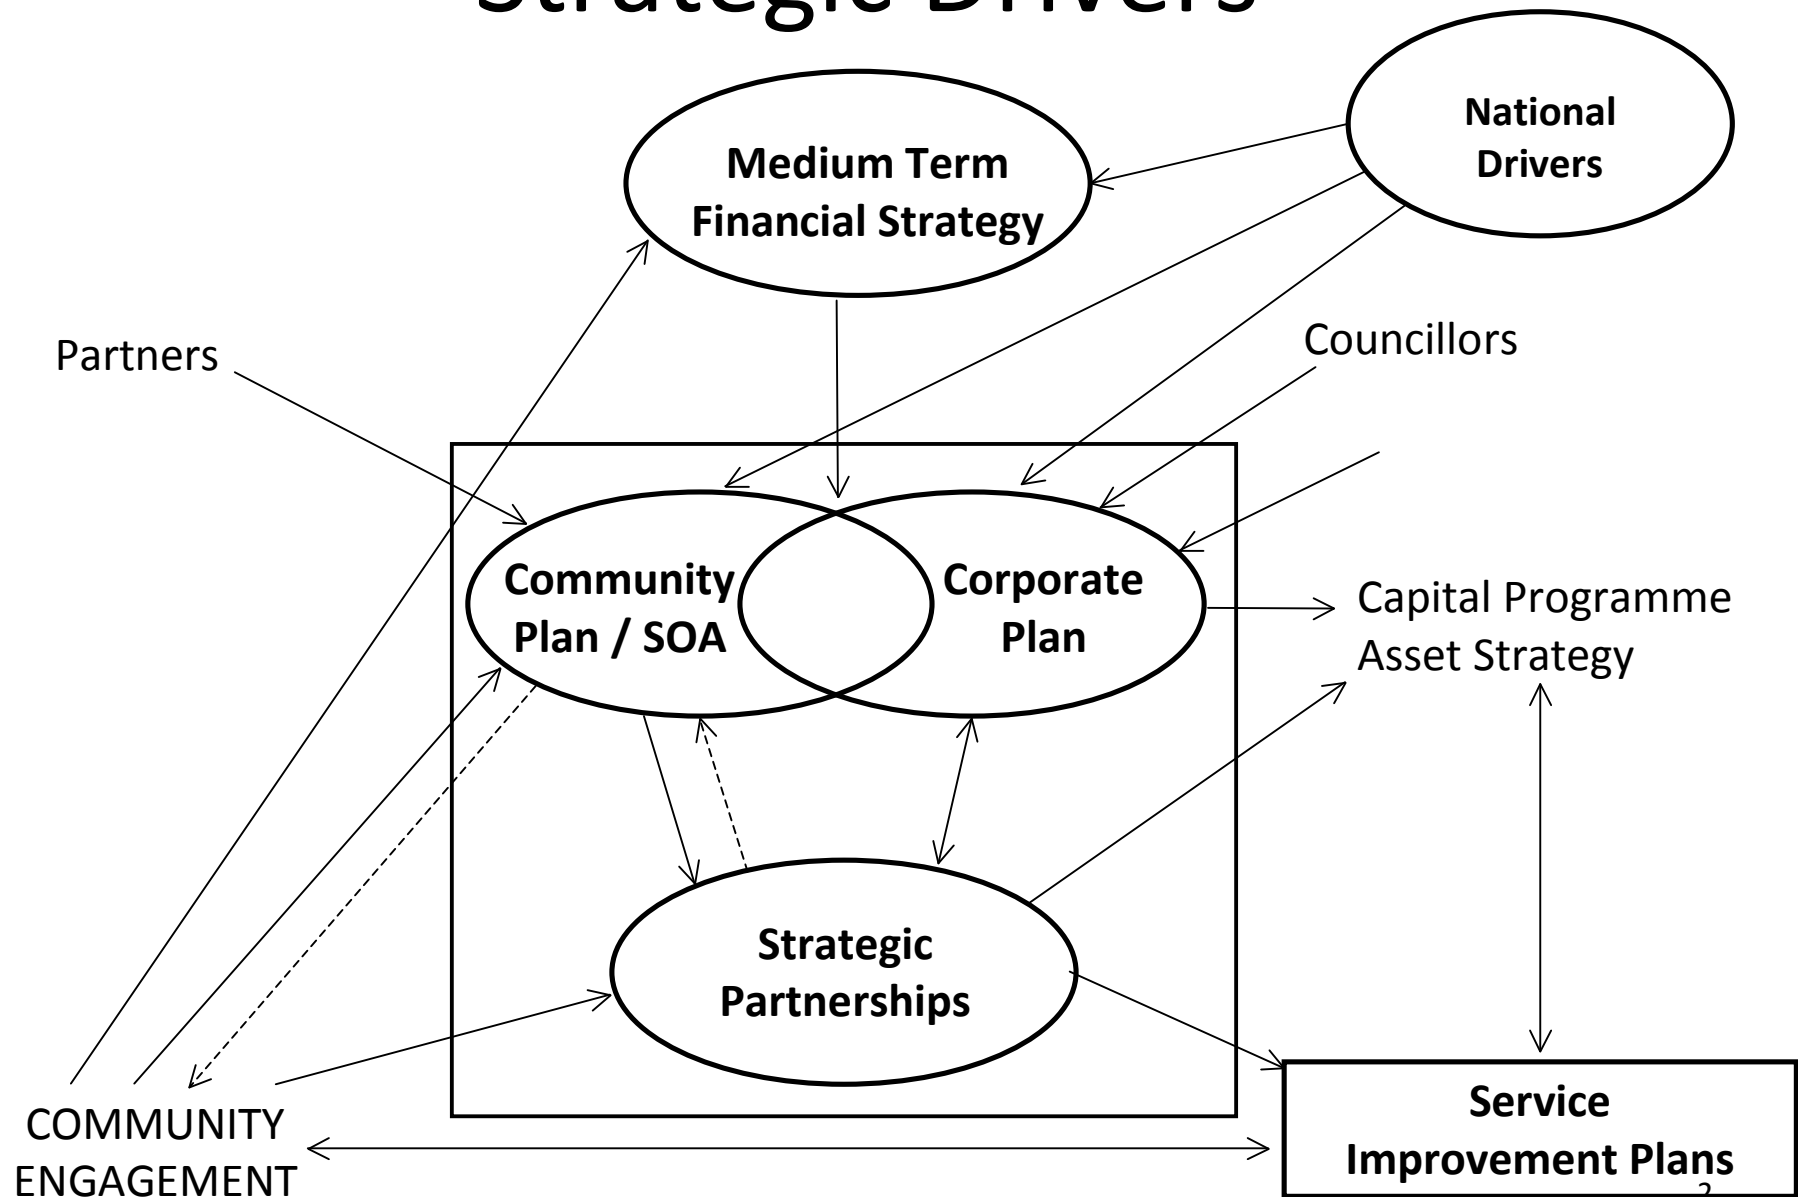 Strategic Drivers
National
Drivers
Medium Term
Financial Strategy
Councillors
Partners
Community
Plan / SOA
Corporate
Plan
Capital Programme
Asset Strategy
Strategic
Partnerships
COMMUNITY
ENGAGEMENT
Service
Improvement Plans
2